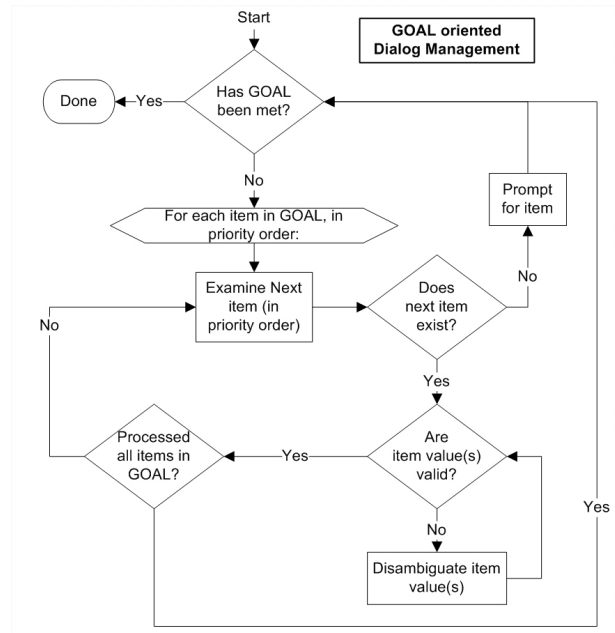 Start
GOAL oriented
Dialog Management
Has GOAL
been met?
Yes
Done
No
For each item in GOAL, in
priority order:
Prompt
for item
Examine Next
item (in
priority order)
Does
next item
exist?
No
No
Yes
Processed
all items in
GOAL?
Yes
Are
item value(s)
valid?
Yes
No
Disambiguate item
value(s)